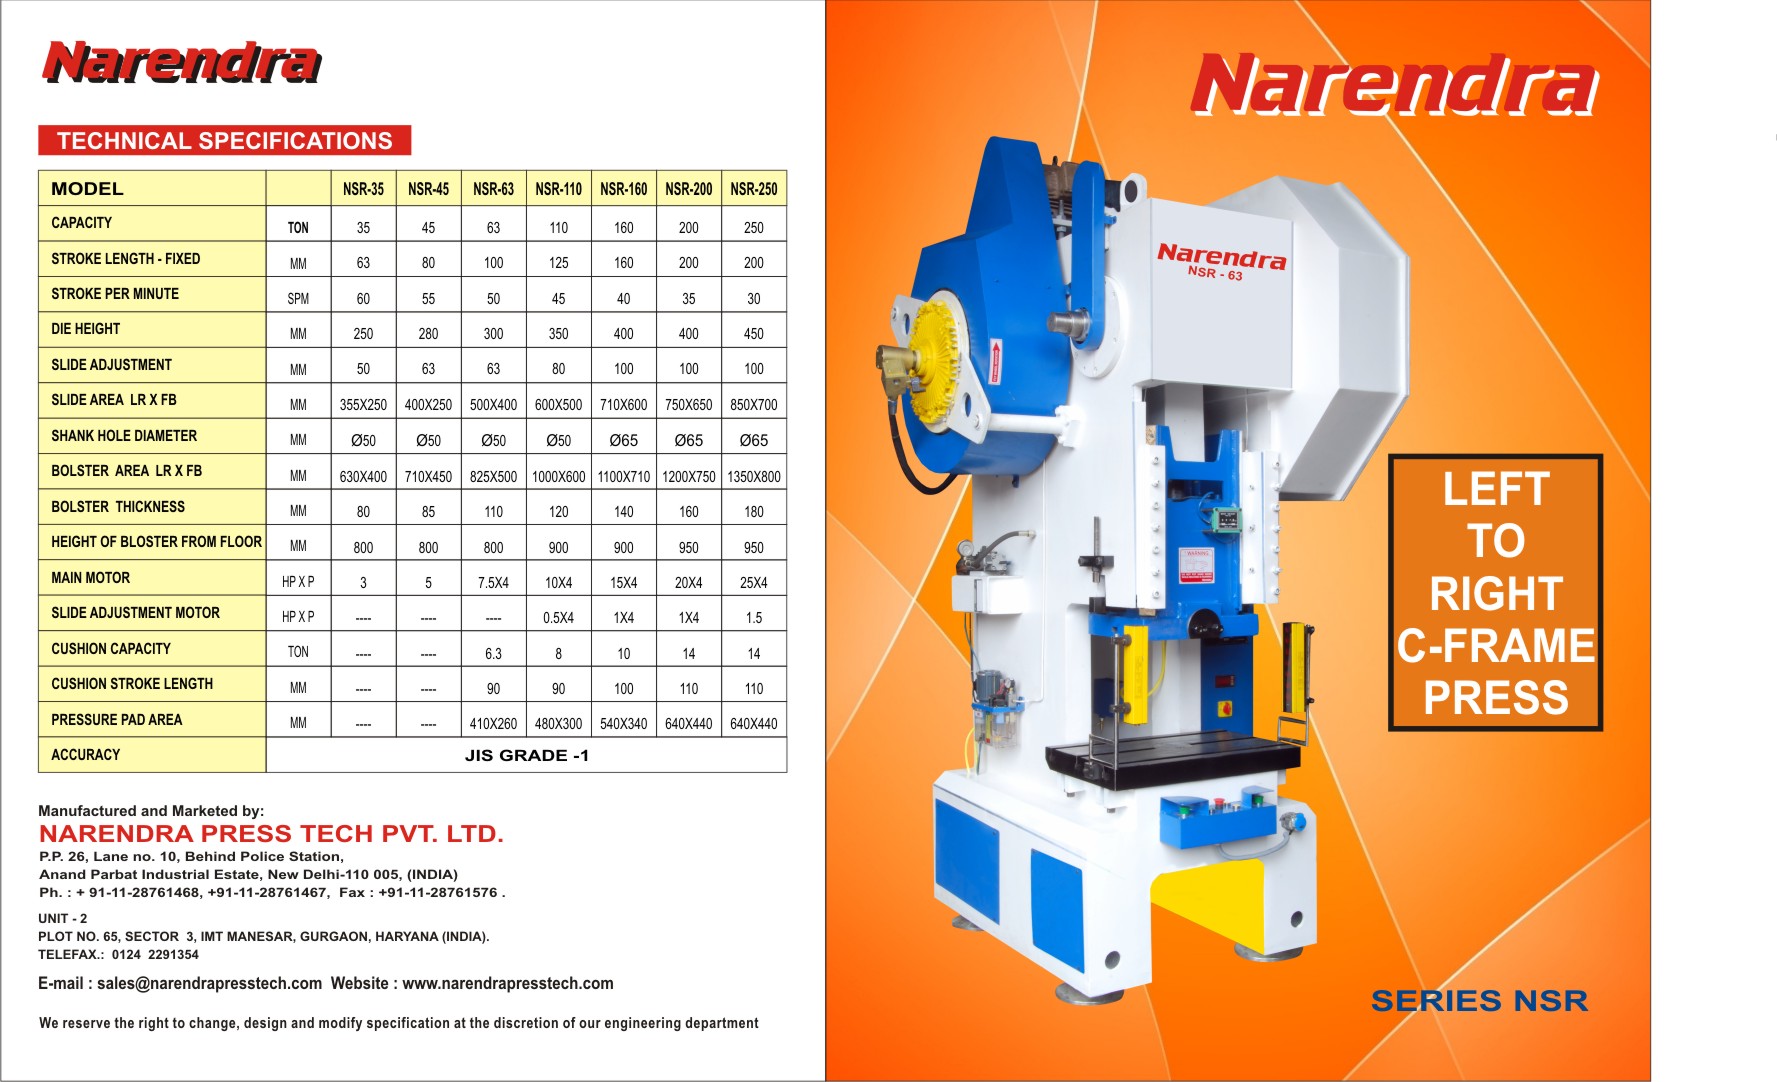 Narendra
TECHNICAL SPECIFICATIONS
MODEL NSR-35 NSR-45 NSR-63 NSR-110 NSR-160 NSR-200 NSR-250
CAPACITY TON 35 45 63 110 160 200 250
STROKE LENGTH - FIXED MM 63 80 100 125 160 200 200
STROKE PER MINUTE SPM 60 55 50 45 40 35 30
DIE HEIGHT MM 250 280 300 350 400 400 450
SLIDE ADJUSTMENT MM 50 63 63 80 100 100 100
SLIDE AREA LR X FB MM 355X250 400X250 500X400 600X500 710X600 750X650 850X700
SHANK HOLE DIAMETER MM Ø50 Ø50 Ø50 Ø50 Ø65 Ø65 Ø65
BOLSTER AREA LR X FB MM 630X400 710X450 825X500 1000X600 1100X710 1200X750 1350X800
BOLSTER THICKNESS MM 80 85 110 120 140 160 180
HEIGHT OF BLOSTER FROM FLOOR MM 800 800 800 900 900 950 950
MAIN MOTOR HP X P 3 5 7.5X4 10X4 15X4 20X4 25X4
SLIDE ADJUSTMENT MOTOR HP X P ---- ---- ---- 0.5X4 1X4 1X4 1.5
CUSHION CAPACITY TON ---- ---- 6.3 8 10 14 14
CUSHION STROKE LENGTH MM ---- ---- 90 90 100 110 110
PRESSURE PAD AREA MM ---- ---- 410X260 480X300 540X340 640X440 640X440
ACCURACY JIS GRADE -1
Manufactured and Marketed by:
NARENDRA PRESS TECH PVT. LTD.
P.P. 26, Lane no. 10, Behind Police Station,
Anand Parbat Industrial Estate, New Delhi-110 005, (INDIA)
Ph. : + 91-11-28761468, +91-11-28761467, Fax : +91-11-28761576 .
UNIT - 2
PLOT NO. 65, SECTOR 3, IMT MANESAR, GURGAON, HARYANA (INDIA).
TELEFAX.: 0124 2291354
E-mail : sales@narendrapresstech.com Website : www.narendrapresstech.com
We reserve the right to change, design and modify specification at the discretion of our engineering department
Narendra
Narendra
NSR - 63
WARNING
LEFT
TO
RIGHT
C-FRAME
PRESS
SERIES NSR